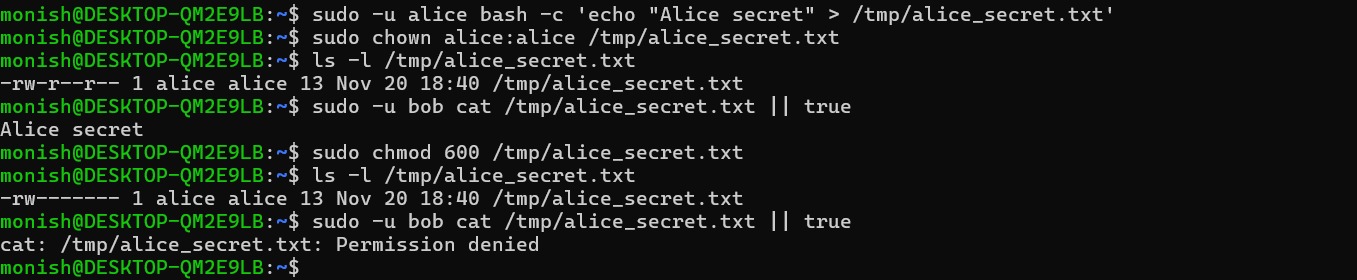 monish@DESKTOP-QM2E9LB:~$ sudo -u alice bash -c 'echo "Alice secret" > /tmp/alice_secret.txt'
monish@DESKTOP-QM2E9LB:~$ sudo chown alice:alice /tmp/alice_secret.txt
monish@DESKTOP-QM2E9LB:~$ ls -l /tmp/alice_secret.txt
-rw-r--r-- 1 alice alice 13 Nov 20 18:40 /tmp/alice_secret.txt
monish@DESKTOP-QM2E9LB:~$ sudo -u bob cat /tmp/alice_secret.txt || true
Alice secret
monish@DESKTOP-QM2E9LB:~$ sudo chmod 600 /tmp/alice_secret.txt
monish@DESKTOP-QM2E9LB:~$ ls -l /tmp/alice_secret.txt
-rw------- 1 alice alice 13 Nov 20 18:40 /tmp/alice_secret.txt
monish@DESKTOP-QM2E9LB:~$ sudo -u bob cat /tmp/alice_secret.txt || true
cat: /tmp/alice_secret.txt: Permission denied
monish@DESKTOP-QM2E9LB:~$